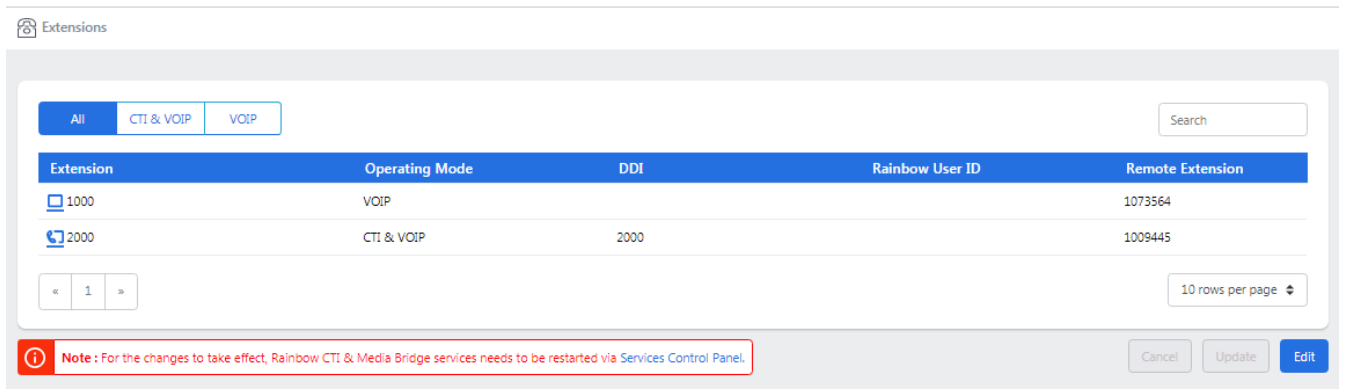 Extensions
All CTI & VOIP VOIP Search
Extension Operating Mode DDI Rainbow User ID Remote Extension
1000 VOIP 1073564
2000 CTI & VOIP 2000 1009445
« 1 » 10 rows per page
Note : For the changes to take effect, Rainbow CTI & Media Bridge services needs to be restarted via Services Control Panel. Cancel Update Edit